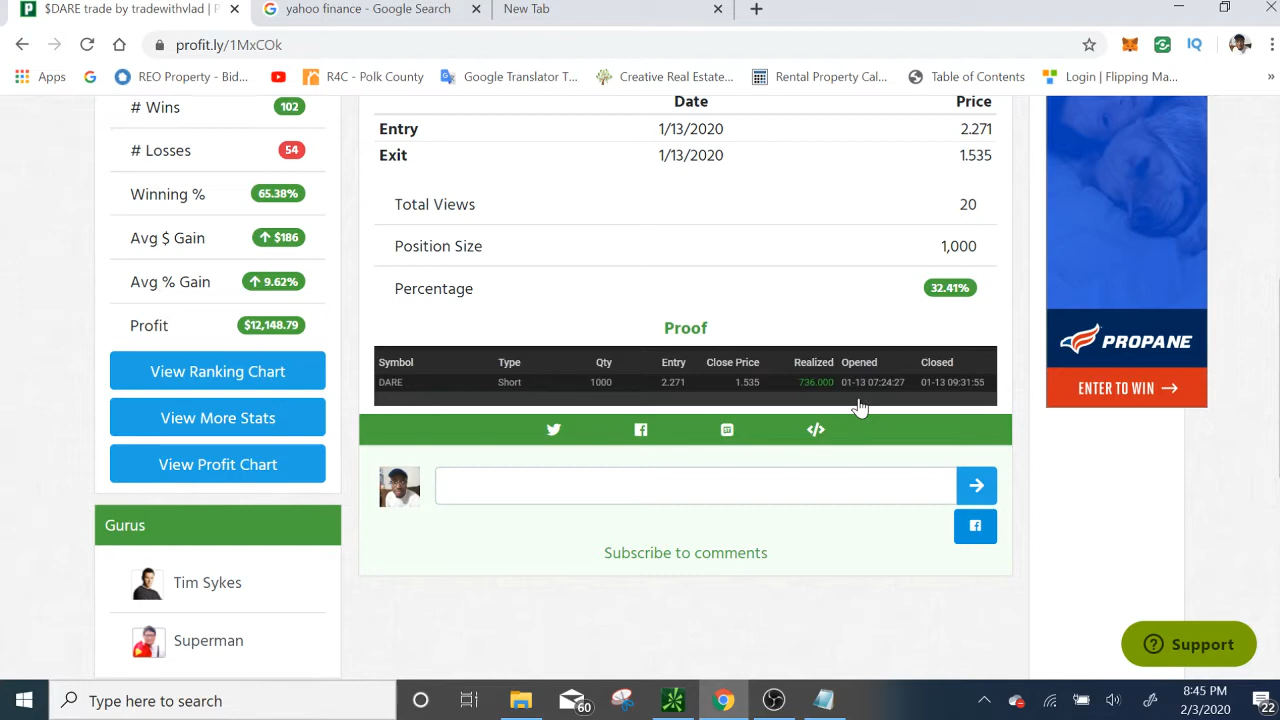 $DARE trade by tradewithvlad | P
yahoo finance - Google Search
New Tab
profit.ly/1MxCOk
Apps
REO Property - Bid...
R4C - Polk County
Google Translator T...
Creative Real Estate...
Rental Property Cal...
Table of Contents
Login | Flipping Ma...
»
IQ
# Wins 102
# Losses 54
Winning % 65.38%
Avg $ Gain $186
Avg % Gain 9.62%
Profit $12,148.79
View Ranking Chart
View More Stats
View Profit Chart
Gurus
Tim Sykes
Superman
Date Price
Entry 1/13/2020 2.271
Exit 1/13/2020 1.535
Total Views 20
Position Size 1,000
Percentage 32.41%
Proof
Symbol Type Qty Entry Close Price Realized Opened Closed
DARE Short 1000 2.271 1.535 736.000 01-13 07:24:27 01-13 09:31:55
Subscribe to comments
PROPANE
ENTER TO WIN
Support
Type here to search
60
8:45 PM
2/3/2020
22